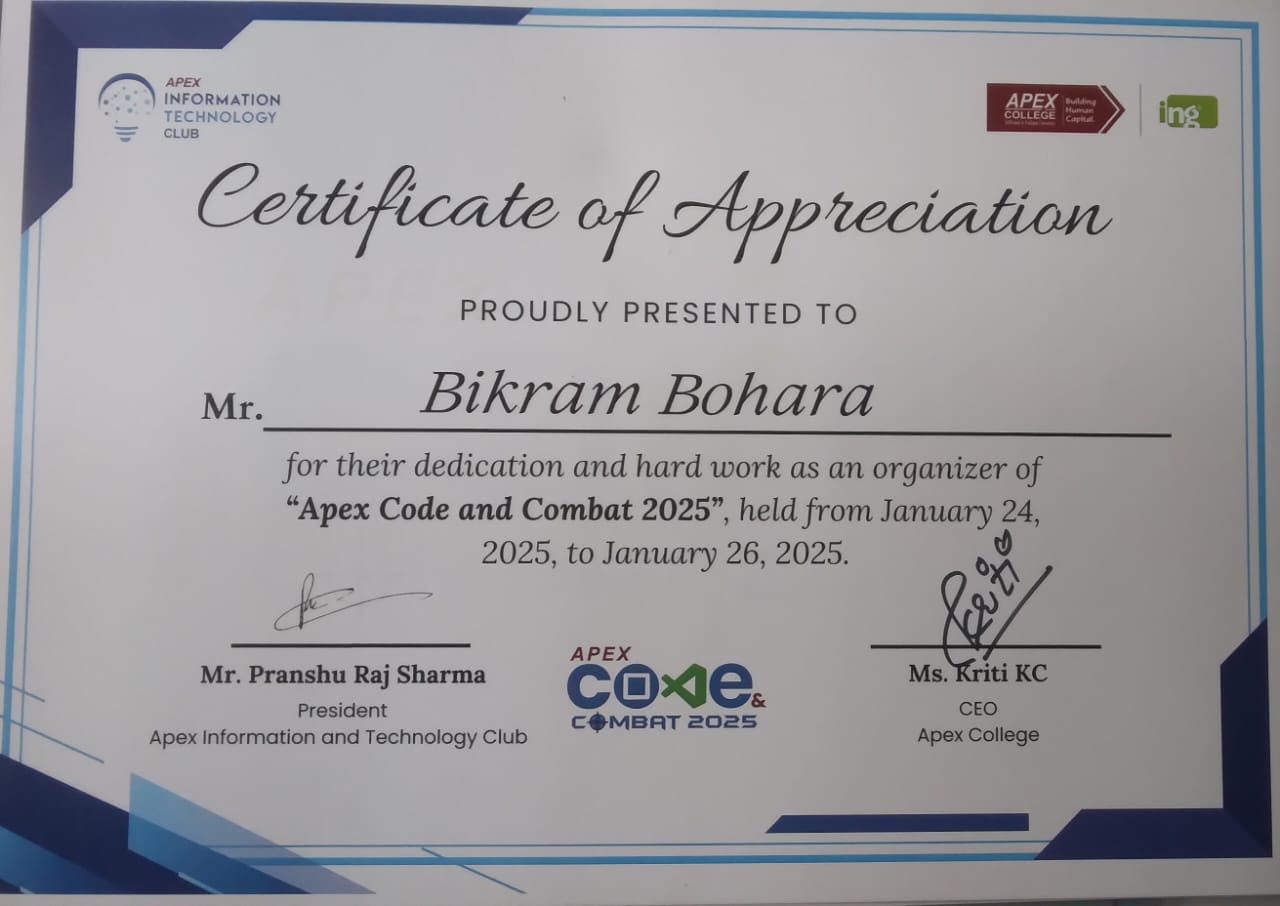 APEX
INFORMATION
TECHNOLOGY
CLUB
APEX
COLLEGE
Building
Human
Capital.
ing
Certificate of Appreciation
PROUDLY PRESENTED TO
Mr. Bikram Bohara
for their dedication and hard work as an organizer of
“Apex Code and Combat 2025”, held from January 24,
2025, to January 26, 2025.
Mr. Pranshu Raj Sharma
President
Apex Information and Technology Club
APEX
CODE &
COMBAT 2025
Ms. Kriti KC
CEO
Apex College